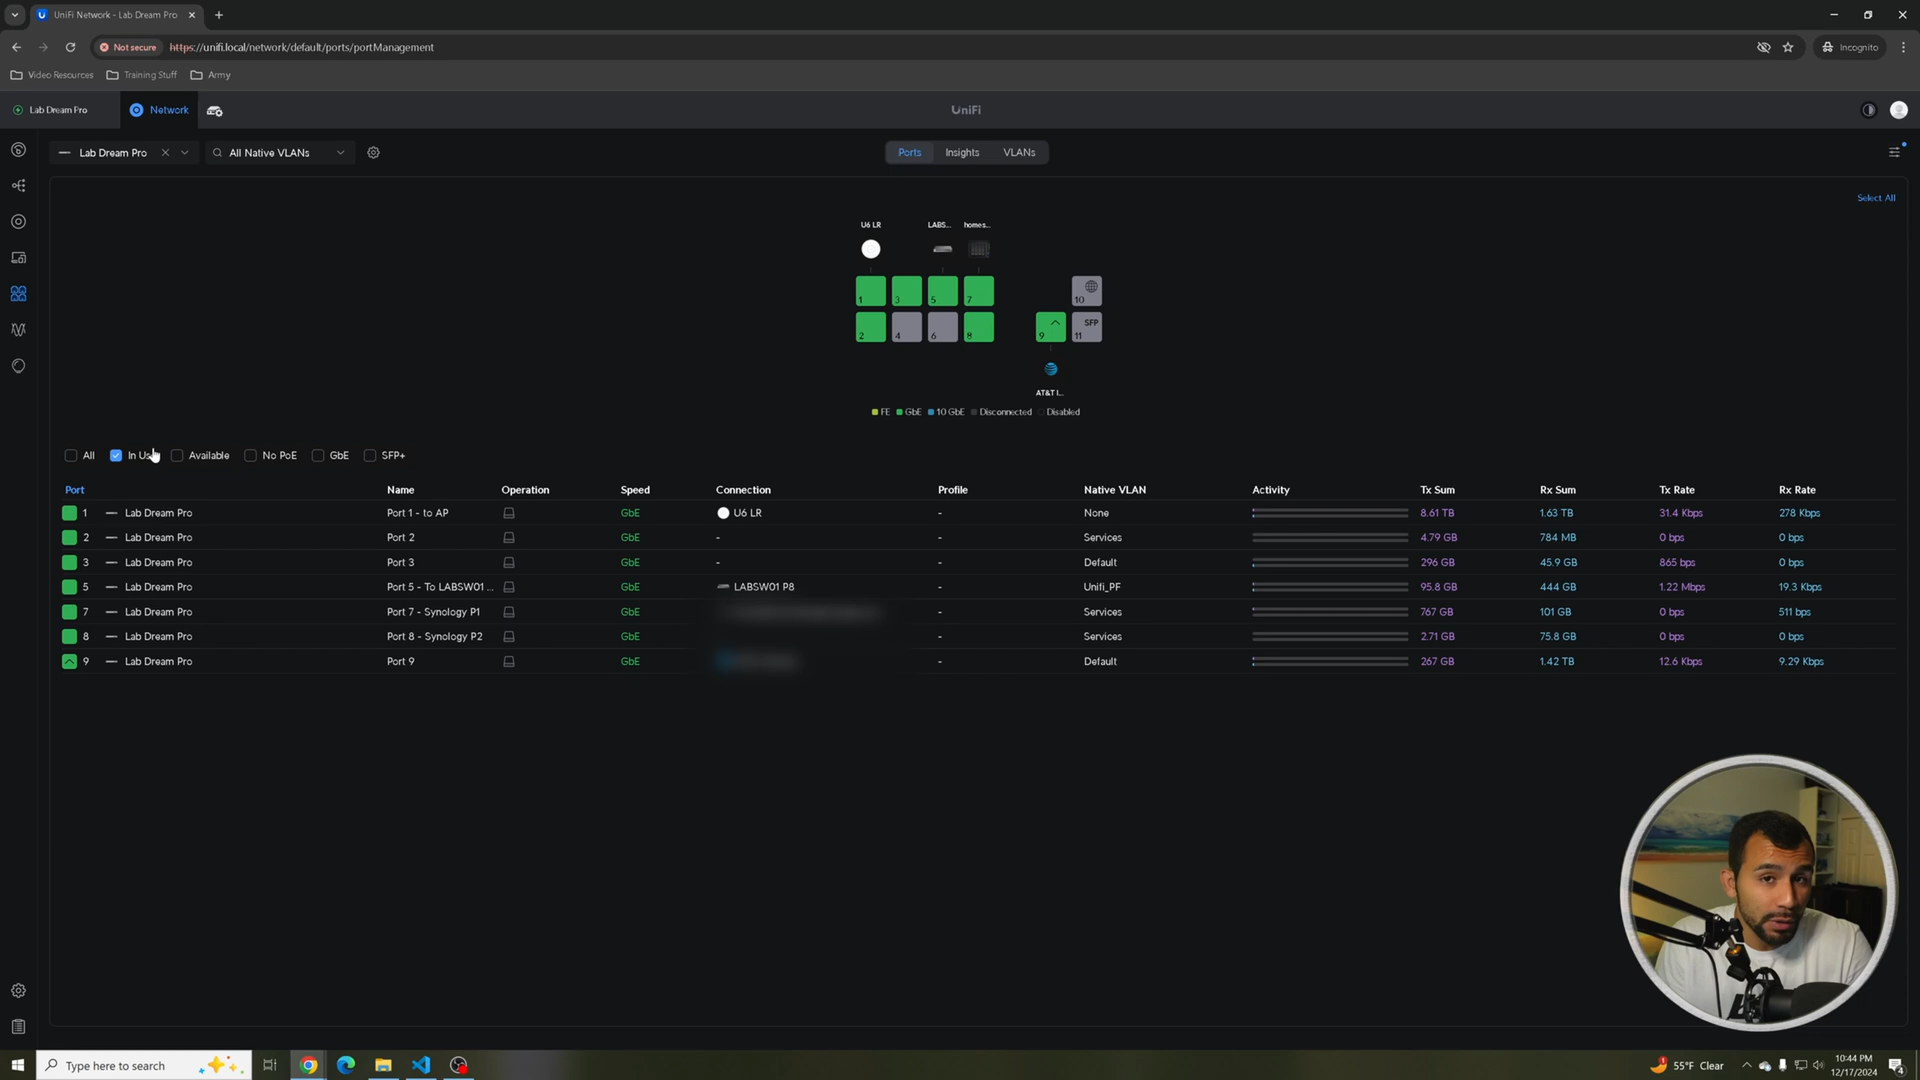 UniFi Network - Lab Dream Pro
Not secure https://unifi.local/network/default/ports/portManagement Incognito
Video Resources Training Stuff Army
Lab Dream Pro Network UniFi
Lab Dream Pro All Native VLANs Ports Insights VLANs
Select All
U6 LR LABS... homes...
1 3 5 7 10
2 4 6 8 9 SFP 11
AT&T I...
FE GbE 10 GbE Disconnected Disabled
All In Us Available No PoE GbE SFP+
Port Name Operation Speed Connection Profile Native VLAN Activity Tx Sum Rx Sum Tx Rate Rx Rate
1 Lab Dream Pro Port 1 - to AP GbE U6 LR - None 8.61 TB 1.63 TB 31.4 Kbps 278 Kbps
2 Lab Dream Pro Port 2 GbE - - Services 4.79 GB 784 MB 0 bps 0 bps
3 Lab Dream Pro Port 3 GbE - - Default 296 GB 45.9 GB 865 bps 0 bps
5 Lab Dream Pro Port 5 - To LABSW01 ... GbE LABSW01 P8 - Unifi_PF 95.8 GB 444 GB 1.22 Mbps 19.3 Kbps
7 Lab Dream Pro Port 7 - Synology P1 GbE - Services 767 GB 101 GB 0 bps 511 bps
8 Lab Dream Pro Port 8 - Synology P2 GbE - Services 2.71 GB 75.8 GB 0 bps 0 bps
9 Lab Dream Pro Port 9 GbE - Default 267 GB 1.42 TB 12.6 Kbps 9.29 Kbps
Type here to search 1 55°F Clear 10:44 PM
12/17/2024 4